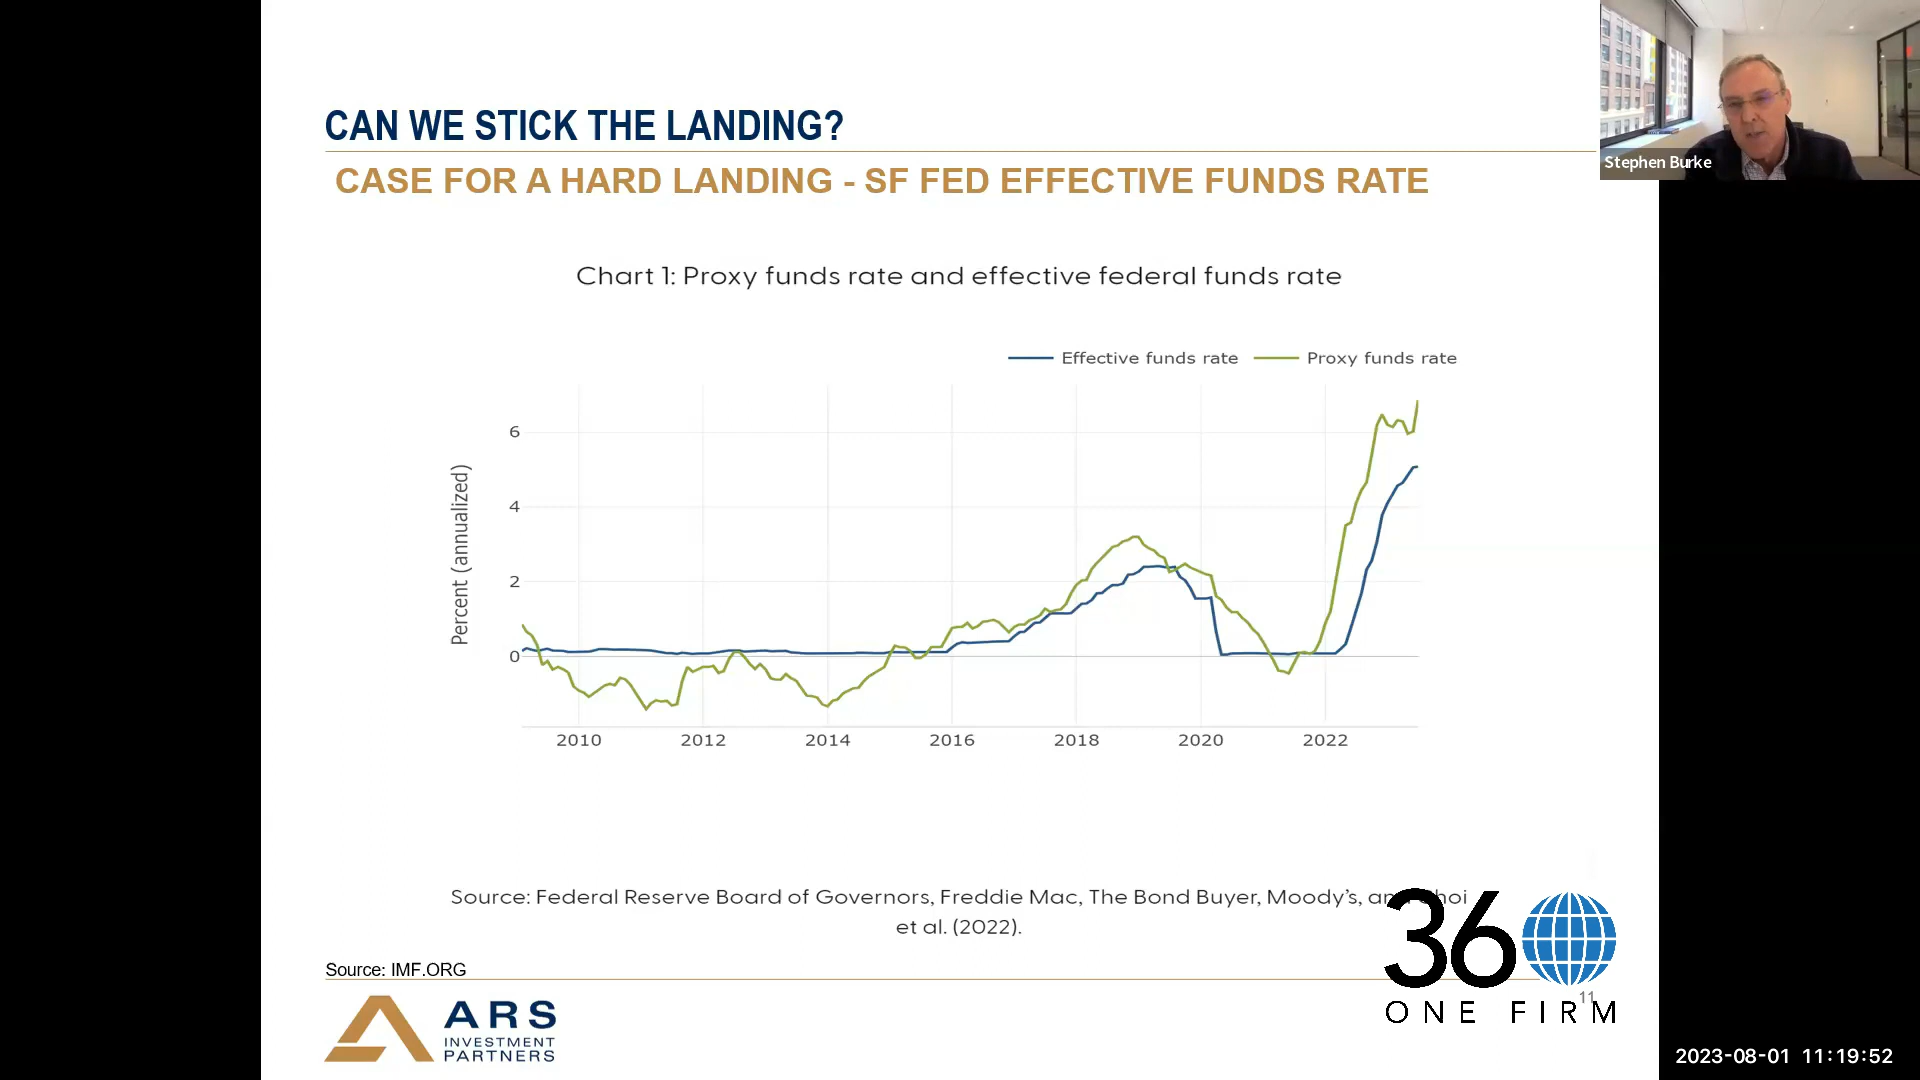 CAN WE STICK THE LANDING?
Stephen Burke
CASE FOR A HARD LANDING - SF FED EFFECTIVE FUNDS RATE
Chart 1: Proxy funds rate and effective federal funds rate
Effective funds rate
Proxy funds rate
6
4
2
0
Percent (annualized)
2010
2012
2014
2016
2018
2020
2022
Source: Federal Reserve Board of Governors, Freddie Mac, The Bond Buyer, Moody’s,
et al. (2022).
Source: IMF.ORG
ARS
INVESTMENT
PARTNERS
360
11
ONE FIRM
2023-08-01 11:19:52